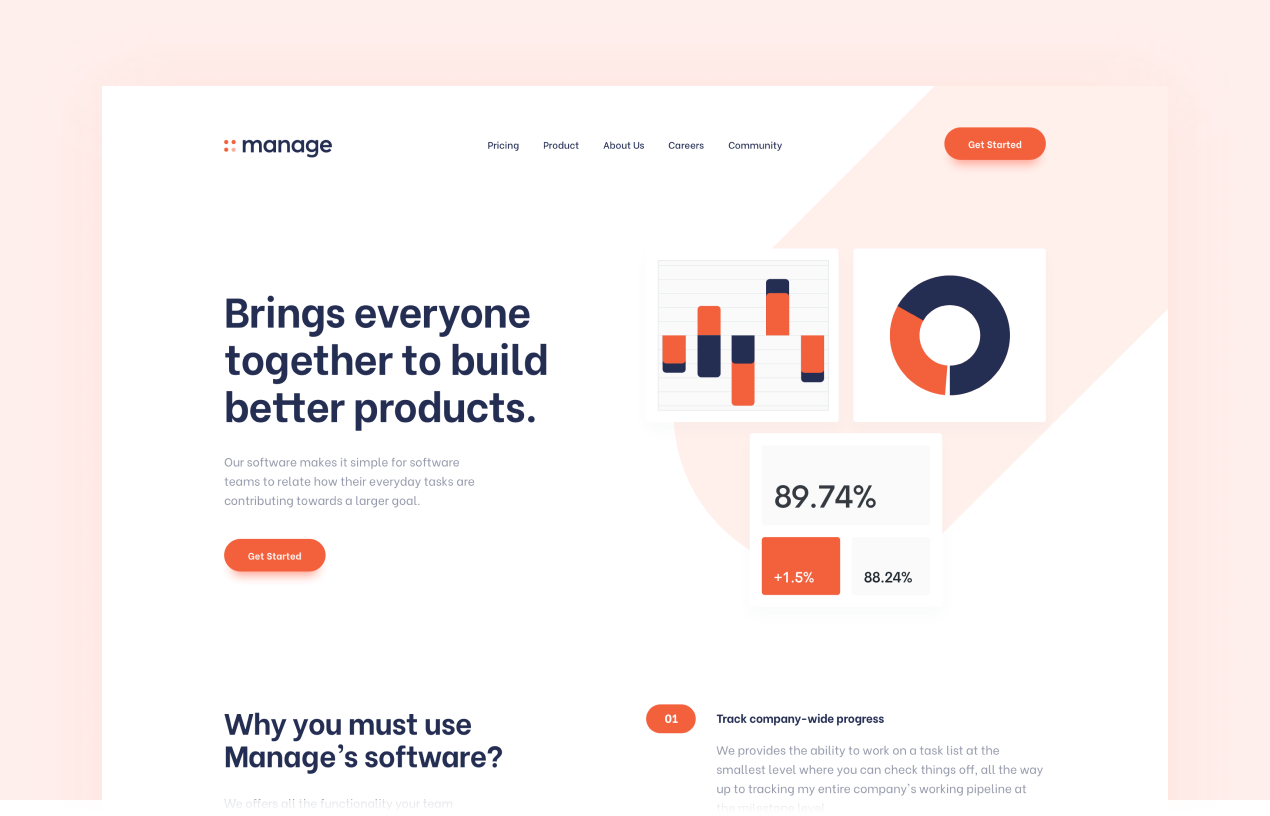 manage
Pricing
Product
About Us
Careers
Community
Get Started
Brings everyone
together to build
better products.
Our software makes it simple for software
teams to relate how their everyday tasks are
contributing towards a larger goal.
Get Started
89.74%
+1.5%
88.24%
Why you must use
Manage's software?
We offers all the functionality your team
01
Track company-wide progress
We provides the ability to work on a task list at the
smallest level where you can check things off, all the way
up to tracking my entire company`s working pipeline at
the milestone level